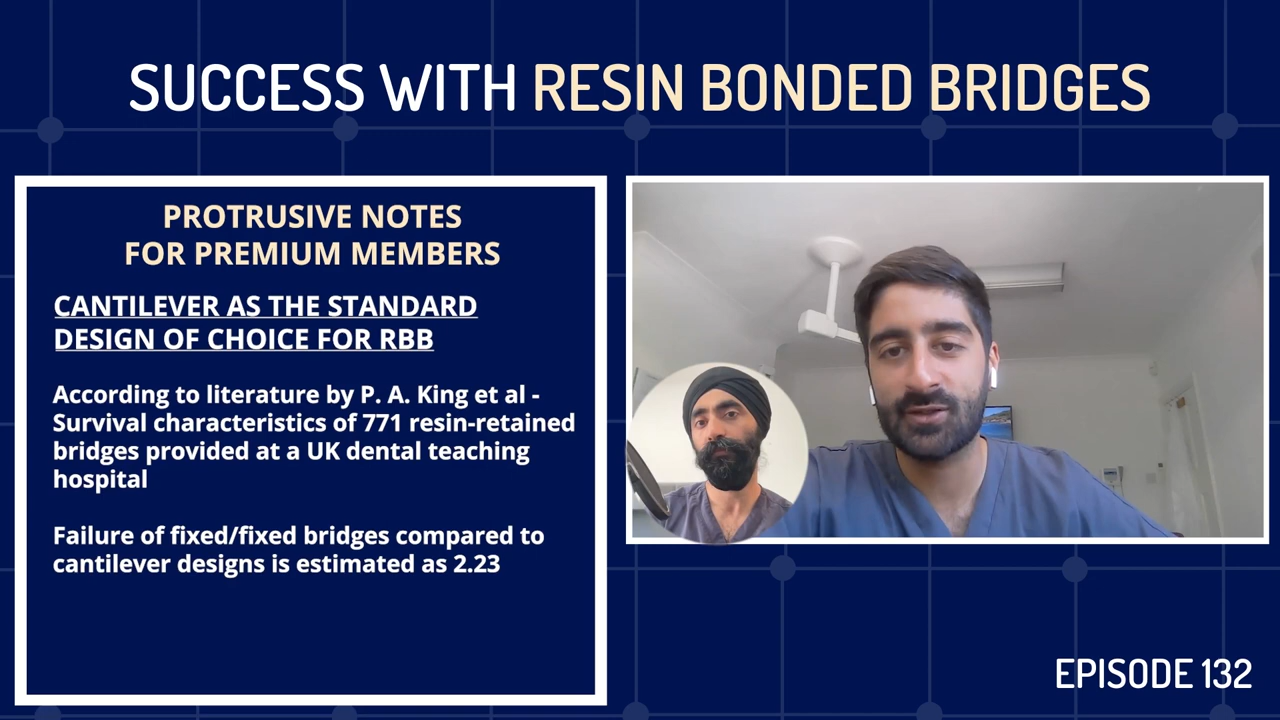 SUCCESS WITH RESIN BONDED BRIDGES
PROTRUSIVE NOTES
FOR PREMIUM MEMBERS
CANTILEVER AS THE STANDARD
DESIGN OF CHOICE FOR RBB
According to literature by P. A. King et al -
Survival characteristics of 771 resin-retained
bridges provided at a UK dental teaching
hospital
Failure of fixed/fixed bridges compared to
cantilever designs is estimated as 2.23
EPISODE 132